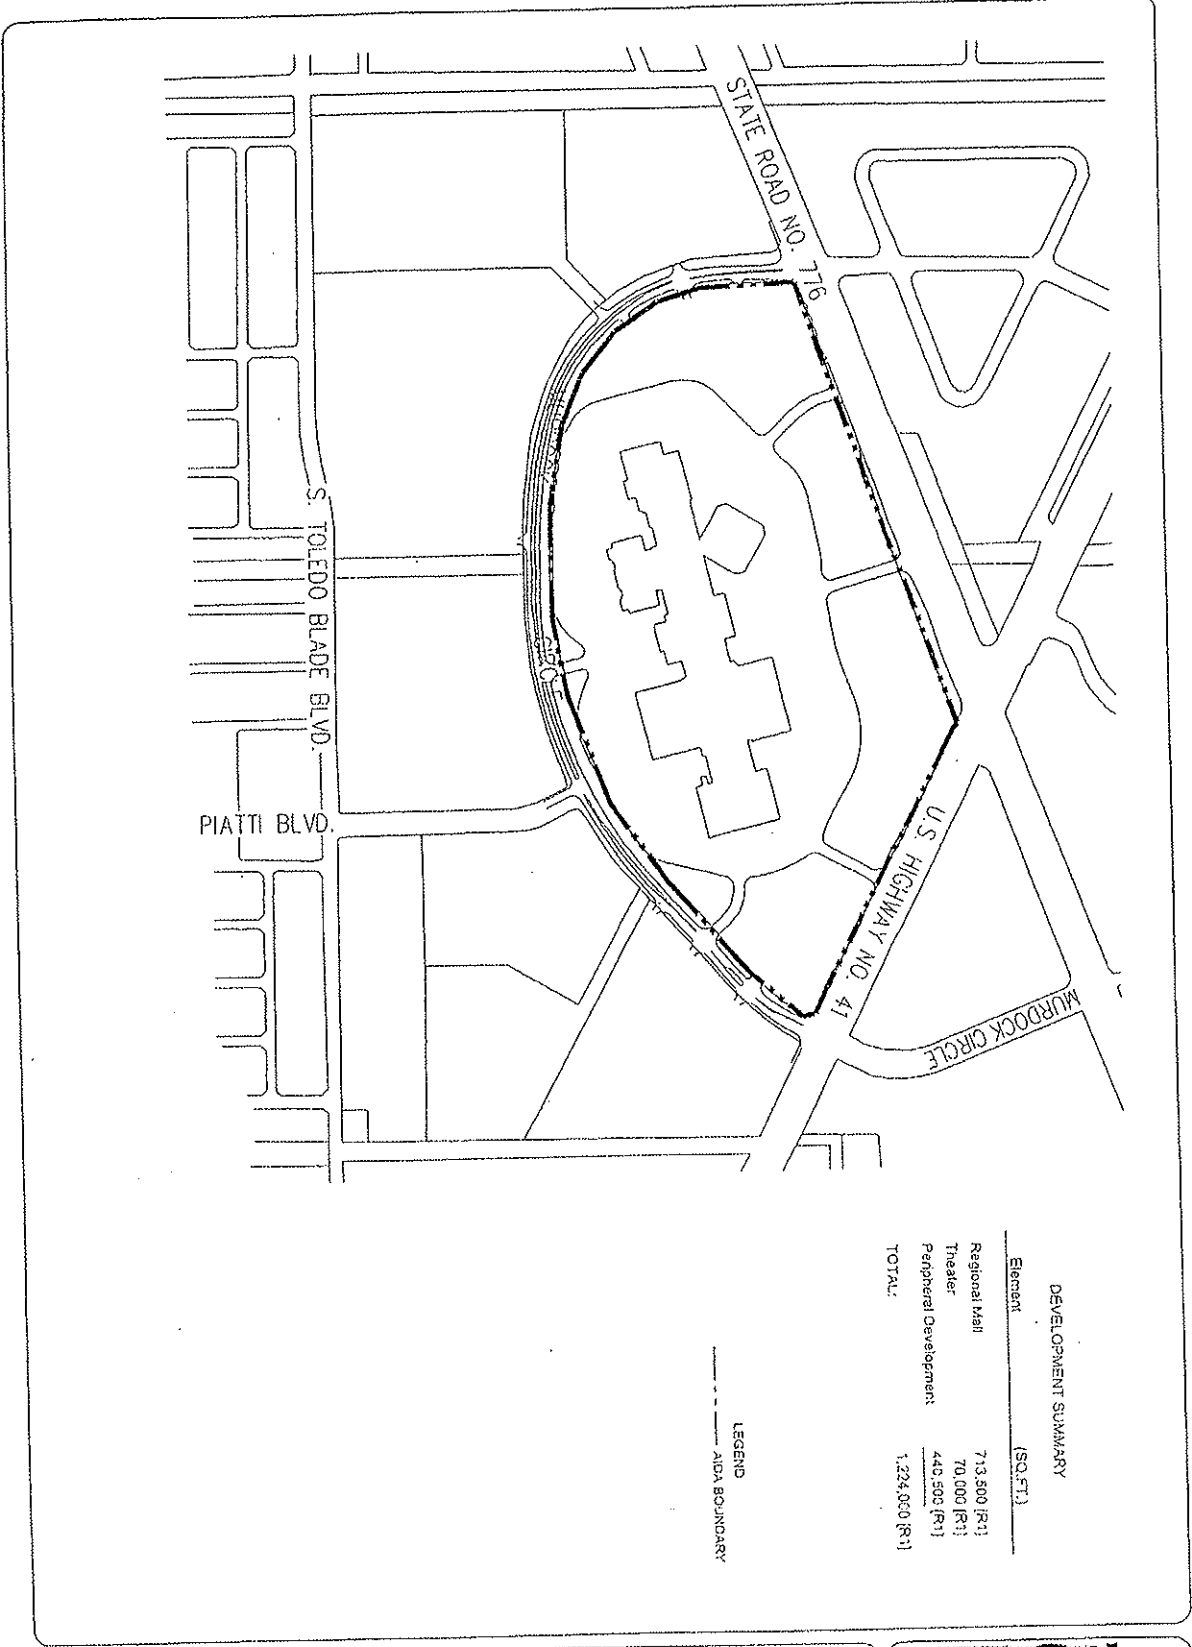 STATE ROAD NO. 776
S. TOLEDO BLADE BLVD.
PIATTI BLVD.
U.S. HIGHWAY NO. 41
MURDOCK CIRCLE
CIRC
DEVELOPMENT SUMMARY
Element (SQ.FT.)
Regional Mall 713,500 [R1]
Theater 70,000 [R1]
Peripheral Development 440,500 [R1]
TOTAL: 1,224,000 [R1]
LEGEND
AIDA BOUNDARY